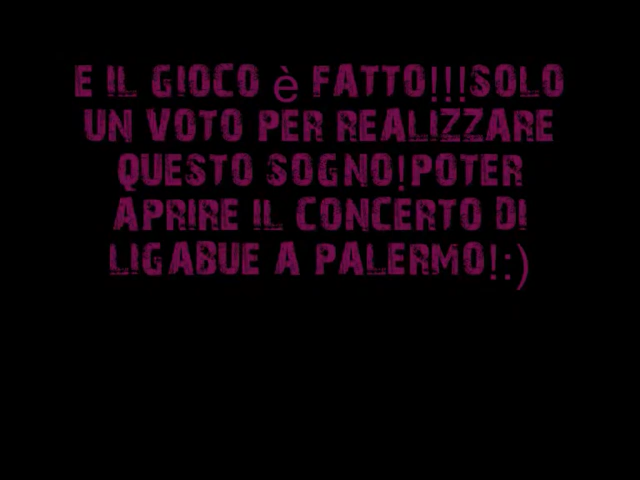 E IL GIOCO è FATTO!!!SOLO
UN VOTO PER REALIZZARE
QUESTO SOGNO!POTER
APRIRE IL CONCERTO DI
LIGABUE A PALERMO!:)